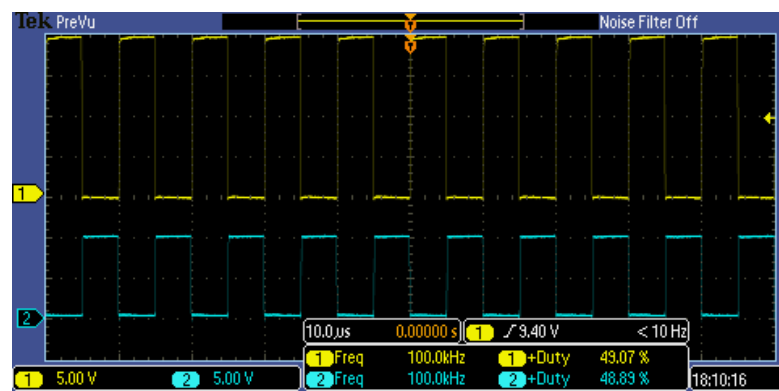 Tek PreVu Noise Filter Off
1
2
10.0μs 0.00000 s 1 / 9.40 V < 10 Hz
1 Freq 100.0kHz 1 +Duty 49.07 %
1 5.00 V 2 5.00 V 2 Freq 100.0kHz 2 +Duty 48.89 % 18:10:16